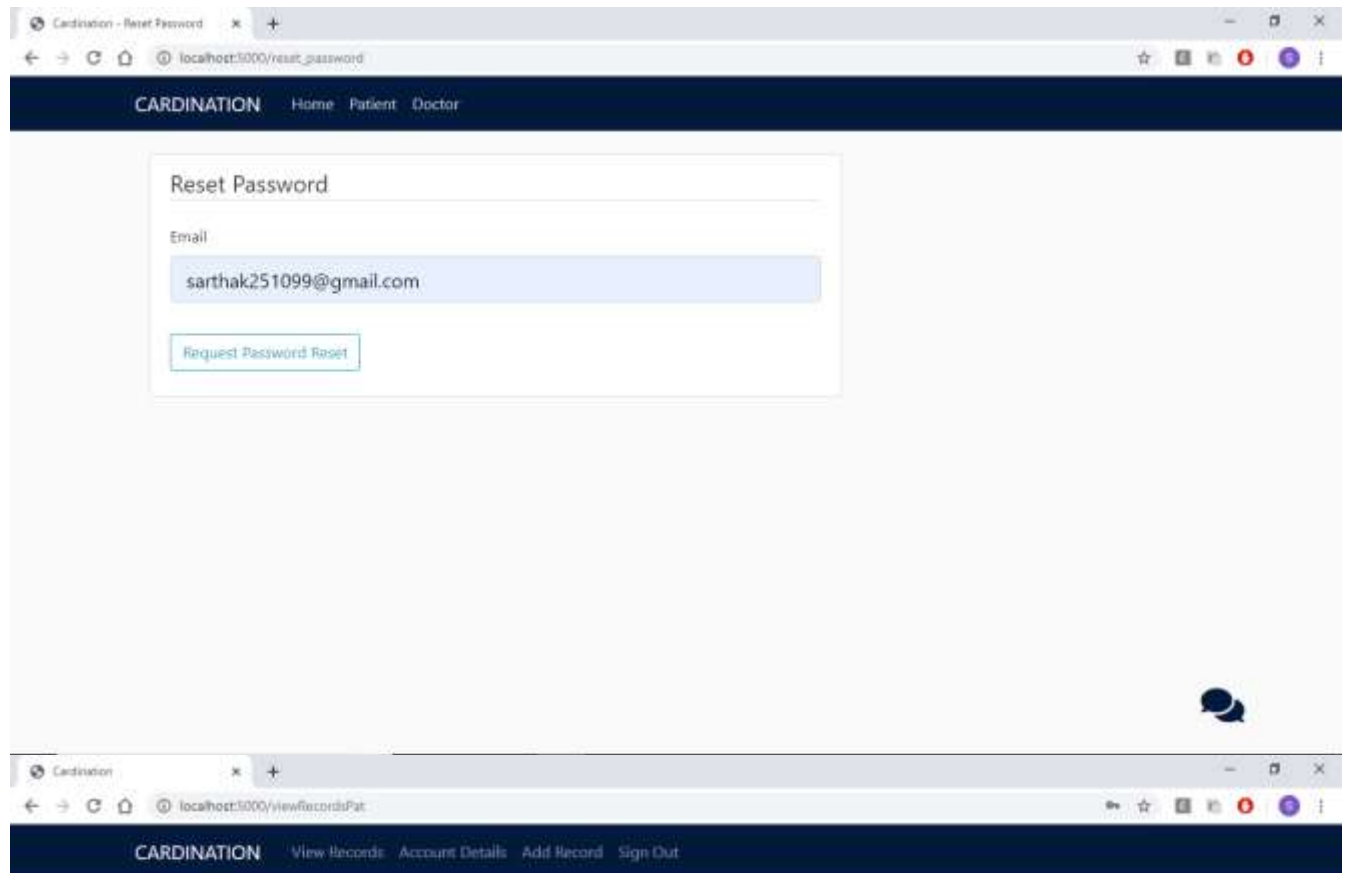 Cardination - Reset Password
localhost:5000/reset_password
CARDINATION Home Patient Doctor
Reset Password
Email
sarthak251099@gmail.com
Request Password Reset
Cardination
localhost:5000/viewRecordsPat
CARDINATION View Records Account Details Add Record Sign Out